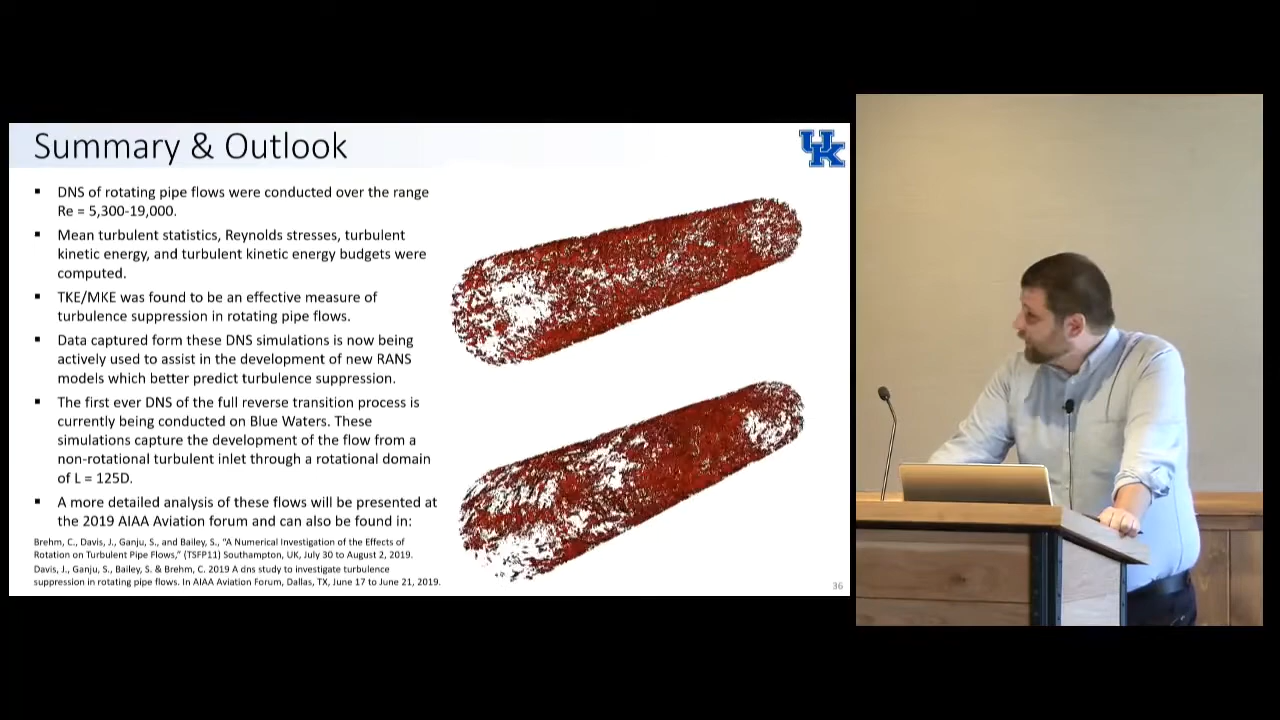 Summary & Outlook
UK
DNS of rotating pipe flows were conducted over the range
Re = 5,300-19,000.
Mean turbulent statistics, Reynolds stresses, turbulent
kinetic energy, and turbulent kinetic energy budgets were
computed.
TKE/MKE was found to be an effective measure of
turbulence suppression in rotating pipe flows.
Data captured form these DNS simulations is now being
actively used to assist in the development of new RANS
models which better predict turbulence suppression.
The first ever DNS of the full reverse transition process is
currently being conducted on Blue Waters. These
simulations capture the development of the flow from a
non-rotational turbulent inlet through a rotational domain
of L = 125D.
A more detailed analysis of these flows will be presented at
the 2019 AIAA Aviation forum and can also be found in:
Brehm, C., Davis, J., Ganju, S., and Bailey, S., "A Numerical Investigation of the Effects of
Rotation on Turbulent Pipe Flows," (TSFP11) Southampton, UK, July 30 to August 2, 2019.
Davis, J., Ganju, S., Bailey, S. & Brehm, C. 2019 A dns study to investigate turbulence
suppression in rotating pipe flows. In AIAA Aviation Forum, Dallas, TX, June 17 to June 21, 2019.
36